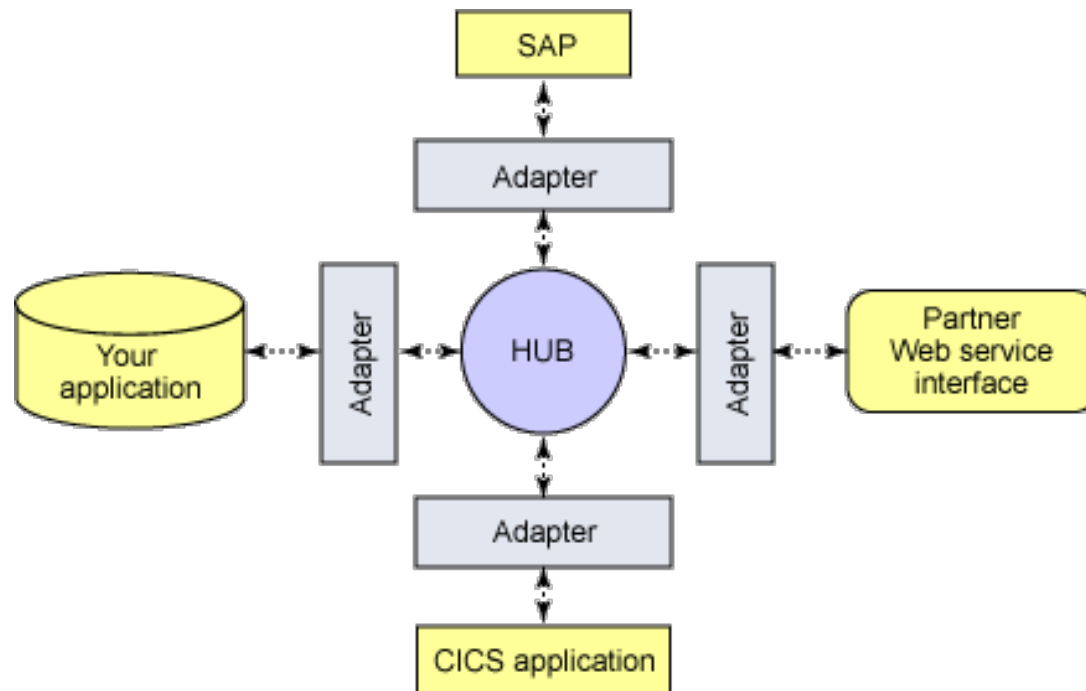 SAP
Adapter
Your
application
Adapter
HUB
Adapter
Partner
Web service
interface
Adapter
CICS application